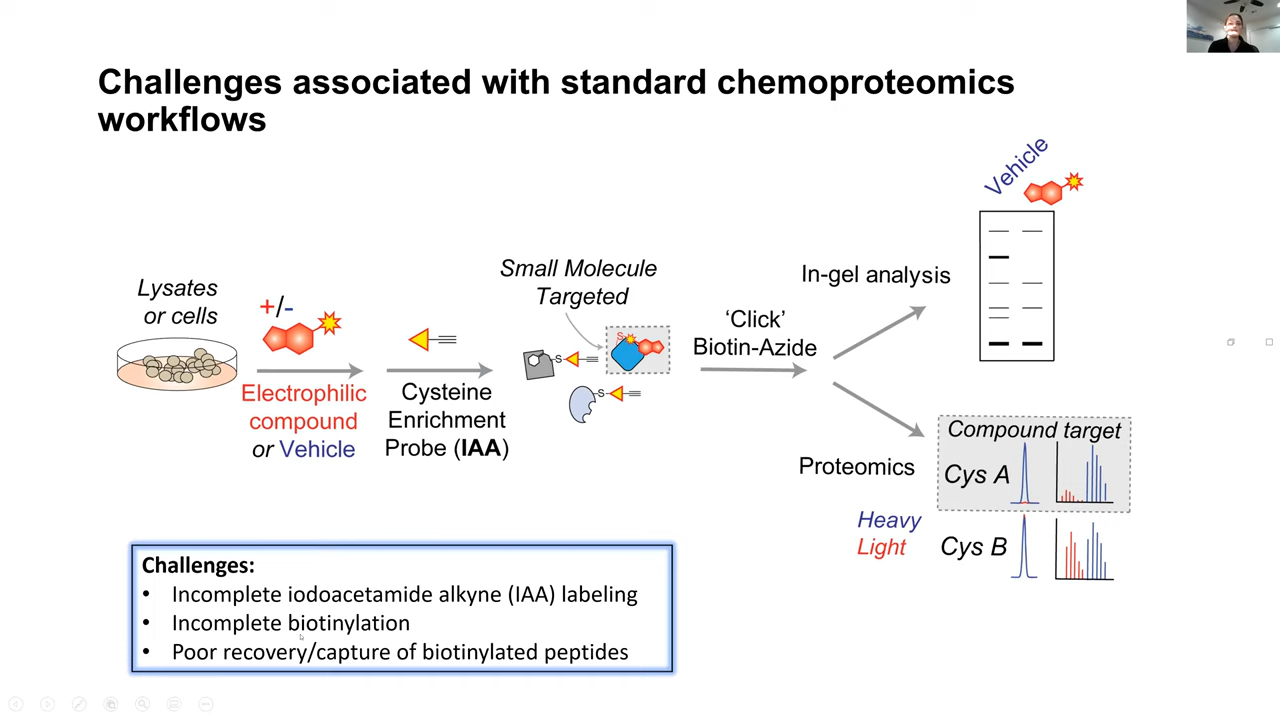 Challenges associated with standard chemoproteomics
workflows
Lysates
or cells
+/-
Electrophilic
compound
or Vehicle
Cysteine
Enrichment
Probe (IAA)
Small Molecule
Targeted
S
S
S
'Click'
Biotin-Azide
In-gel analysis
Vehicle
Proteomics
Heavy
Light
Compound target
Cys A
Cys B
Challenges:
• Incomplete iodoacetamide alkyne (IAA) labeling
• Incomplete biotinylation
• Poor recovery/capture of biotinylated peptides